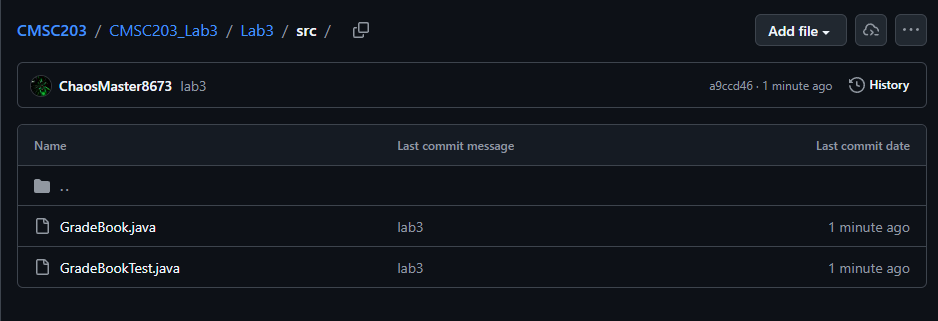 CMSC203 / CMSC203_Lab3 / Lab3 / src /
Add file
ChaosMaster8673 lab3
a9ccd46 · 1 minute ago
History
Name Last commit message Last commit date
..
GradeBook.java lab3 1 minute ago
GradeBookTest.java lab3 1 minute ago